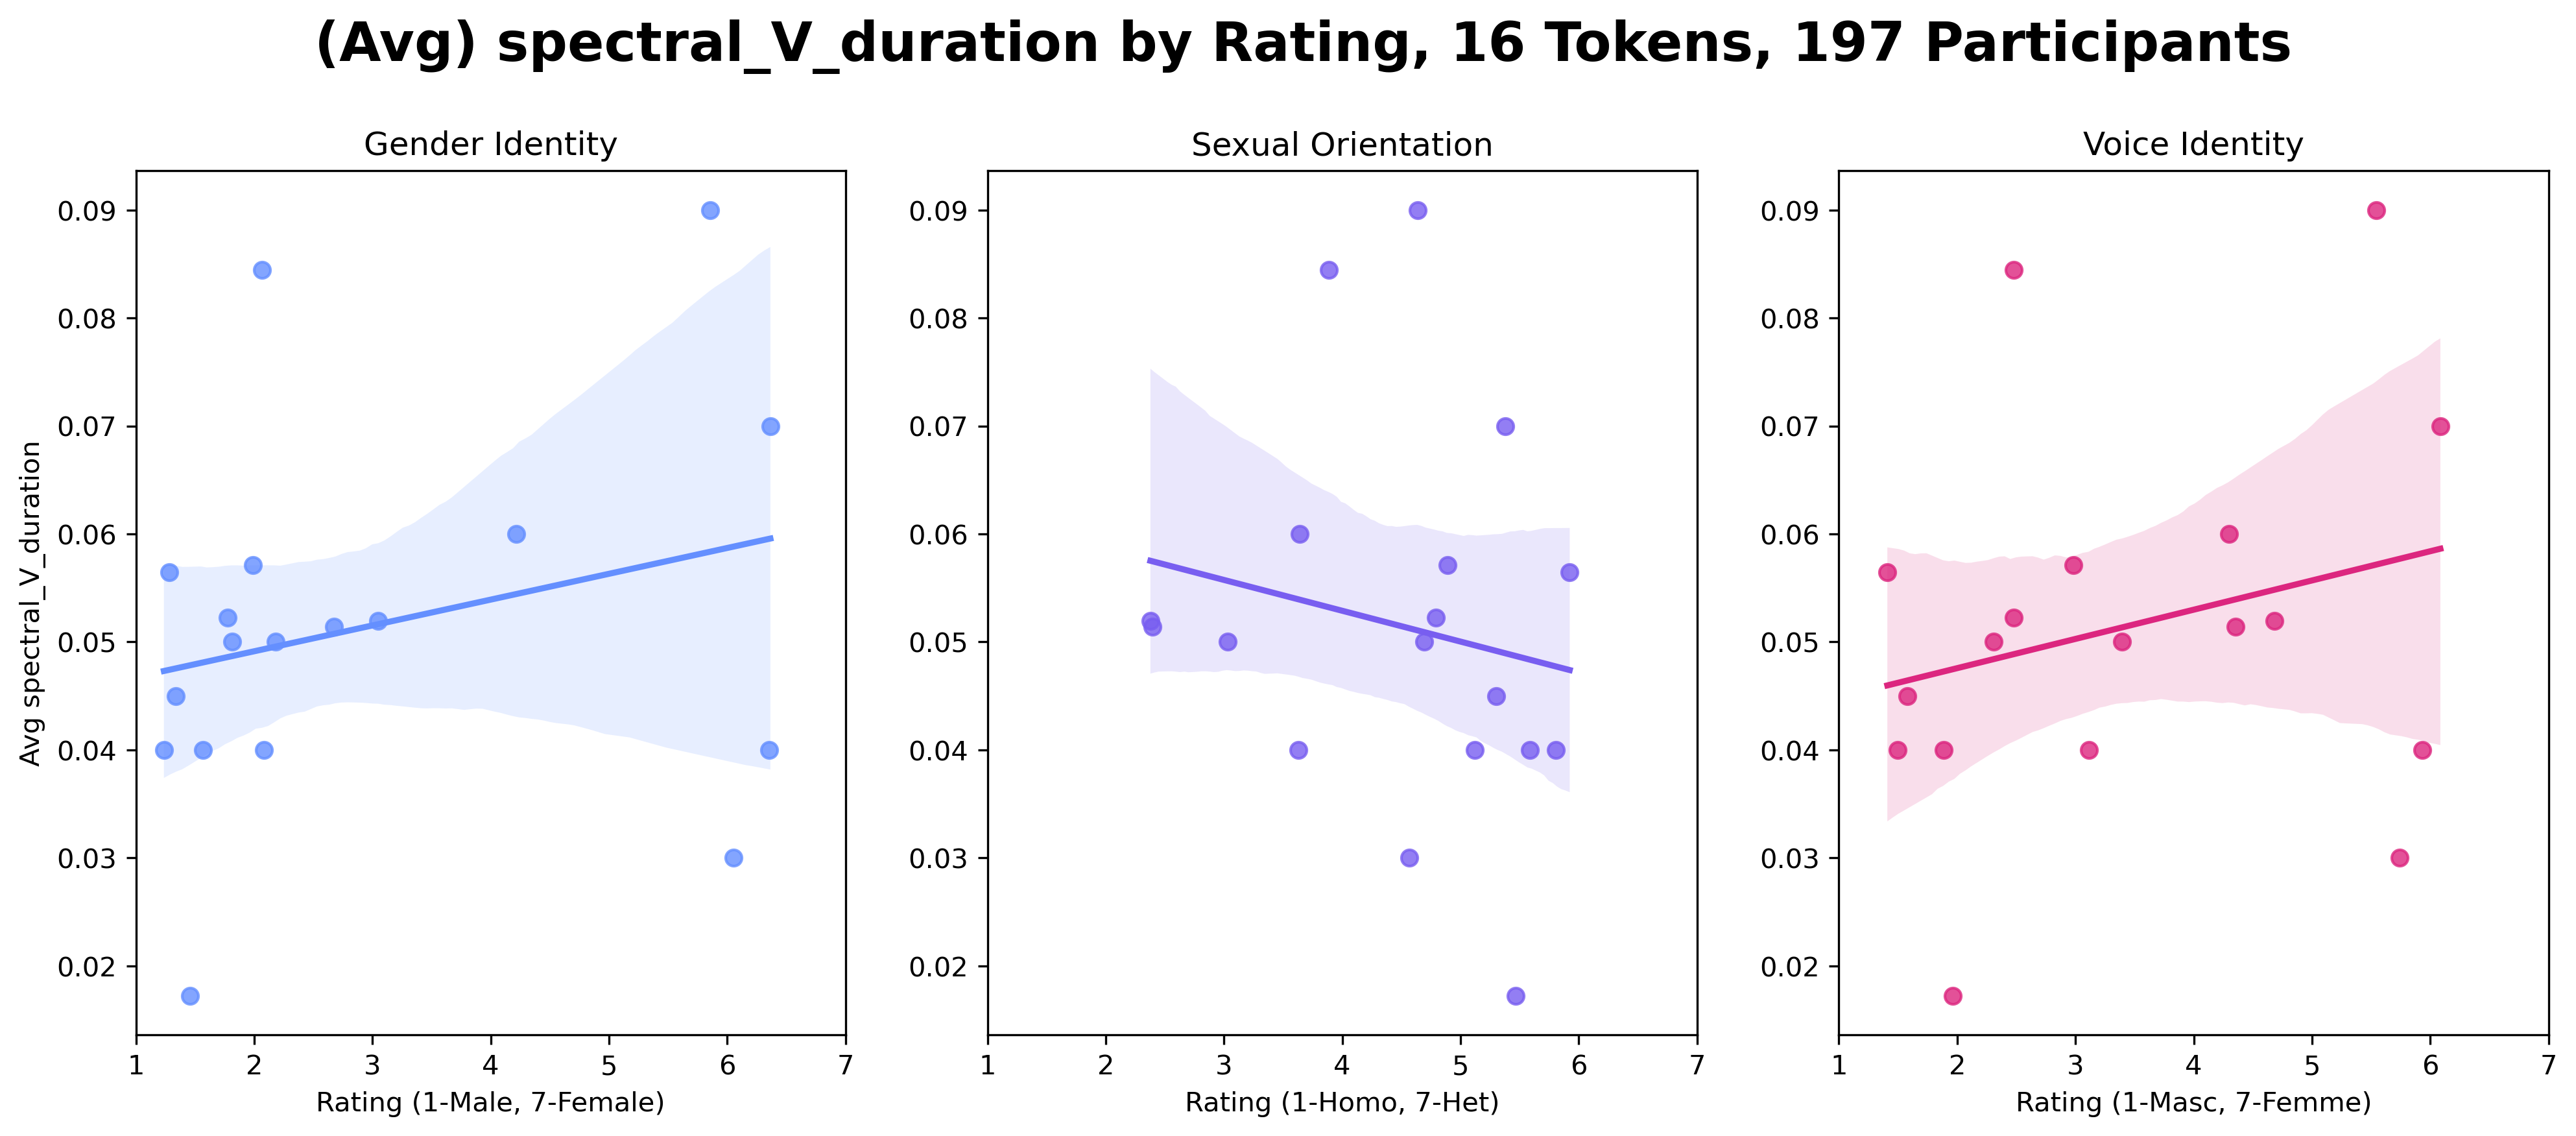 (Avg) spectral_V_duration by Rating, 16 Tokens, 197 Participants
Gender Identity
Avg spectral_V_duration
0.09
0.08
0.07
0.06
0.05
0.04
0.03
0.02
1 2 3 4 5 6 7
Rating (1-Male, 7-Female)
Sexual Orientation
0.09
0.08
0.07
0.06
0.05
0.04
0.03
0.02
1 2 3 4 5 6 7
Rating (1-Homo, 7-Het)
Voice Identity
0.09
0.08
0.07
0.06
0.05
0.04
0.03
0.02
1 2 3 4 5 6 7
Rating (1-Masc, 7-Femme)